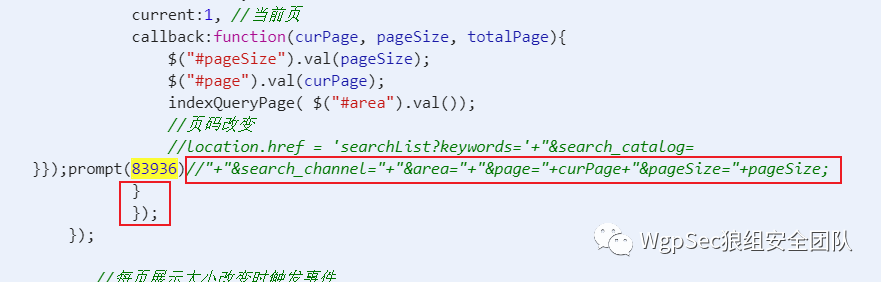 current:1, //当前页
callback:function(curPage, pageSize, totalPage){
$("#pageSize").val(pageSize);
$("#page").val(curPage);
indexQueryPage( $("#area").val());
//页码改变
//location.href = 'searchList?keywords='+"&search_catalog=
}});prompt(83936)//"+"&search_channel="+"&area="+"&page="+curPage+"&pageSize="+pageSize;
}
});
});
WgpSec狼组安全团队
//每页展示大小改变时触发事件